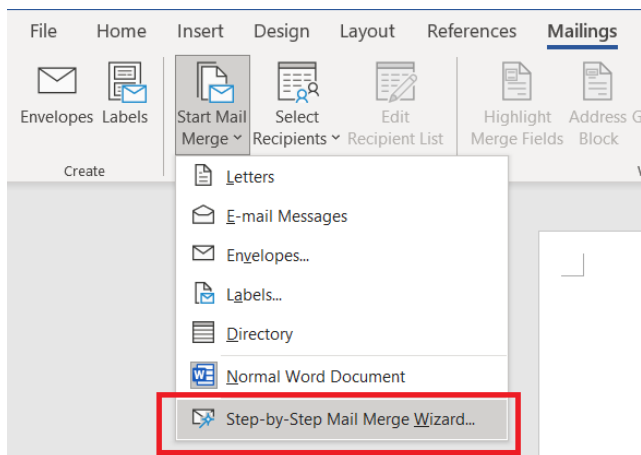 File Home Insert Design Layout References Mailings
Envelopes Labels Start Mail Merge Select Recipients Edit Recipient List Highlight Merge Fields Address Block
Create
Letters
E-mail Messages
Envelopes...
Labels...
Directory
Normal Word Document
Step-by-Step Mail Merge Wizard...